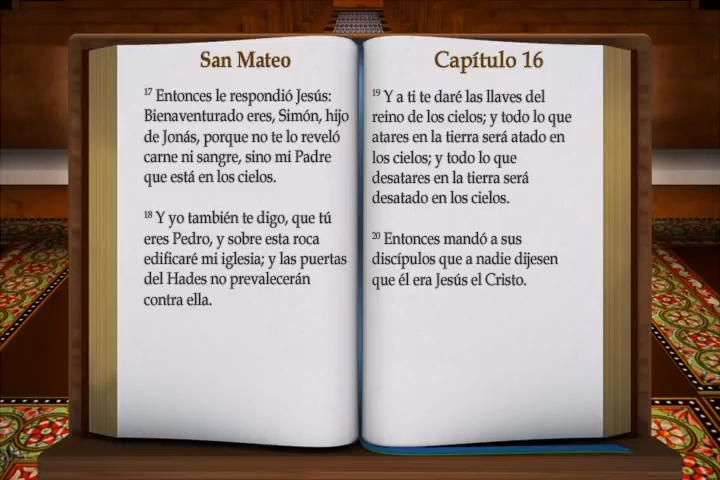 San Mateo
17 Entonces le respondió Jesús:
Bienaventurado eres, Simón, hijo
de Jonás, porque no te lo reveló
carne ni sangre, sino mi Padre
que está en los cielos.
18 Y yo también te digo, que tú
eres Pedro, y sobre esta roca
edificaré mi iglesia; y las puertas
del Hades no prevalecerán
contra ella.
Capítulo 16
19 Y a ti te daré las llaves del
reino de los cielos; y todo lo que
atares en la tierra será atado en
los cielos; y todo lo que
desatares en la tierra será
desatado en los cielos.
20 Entonces mandó a sus
discípulos que a nadie dijesen
que él era Jesús el Cristo.